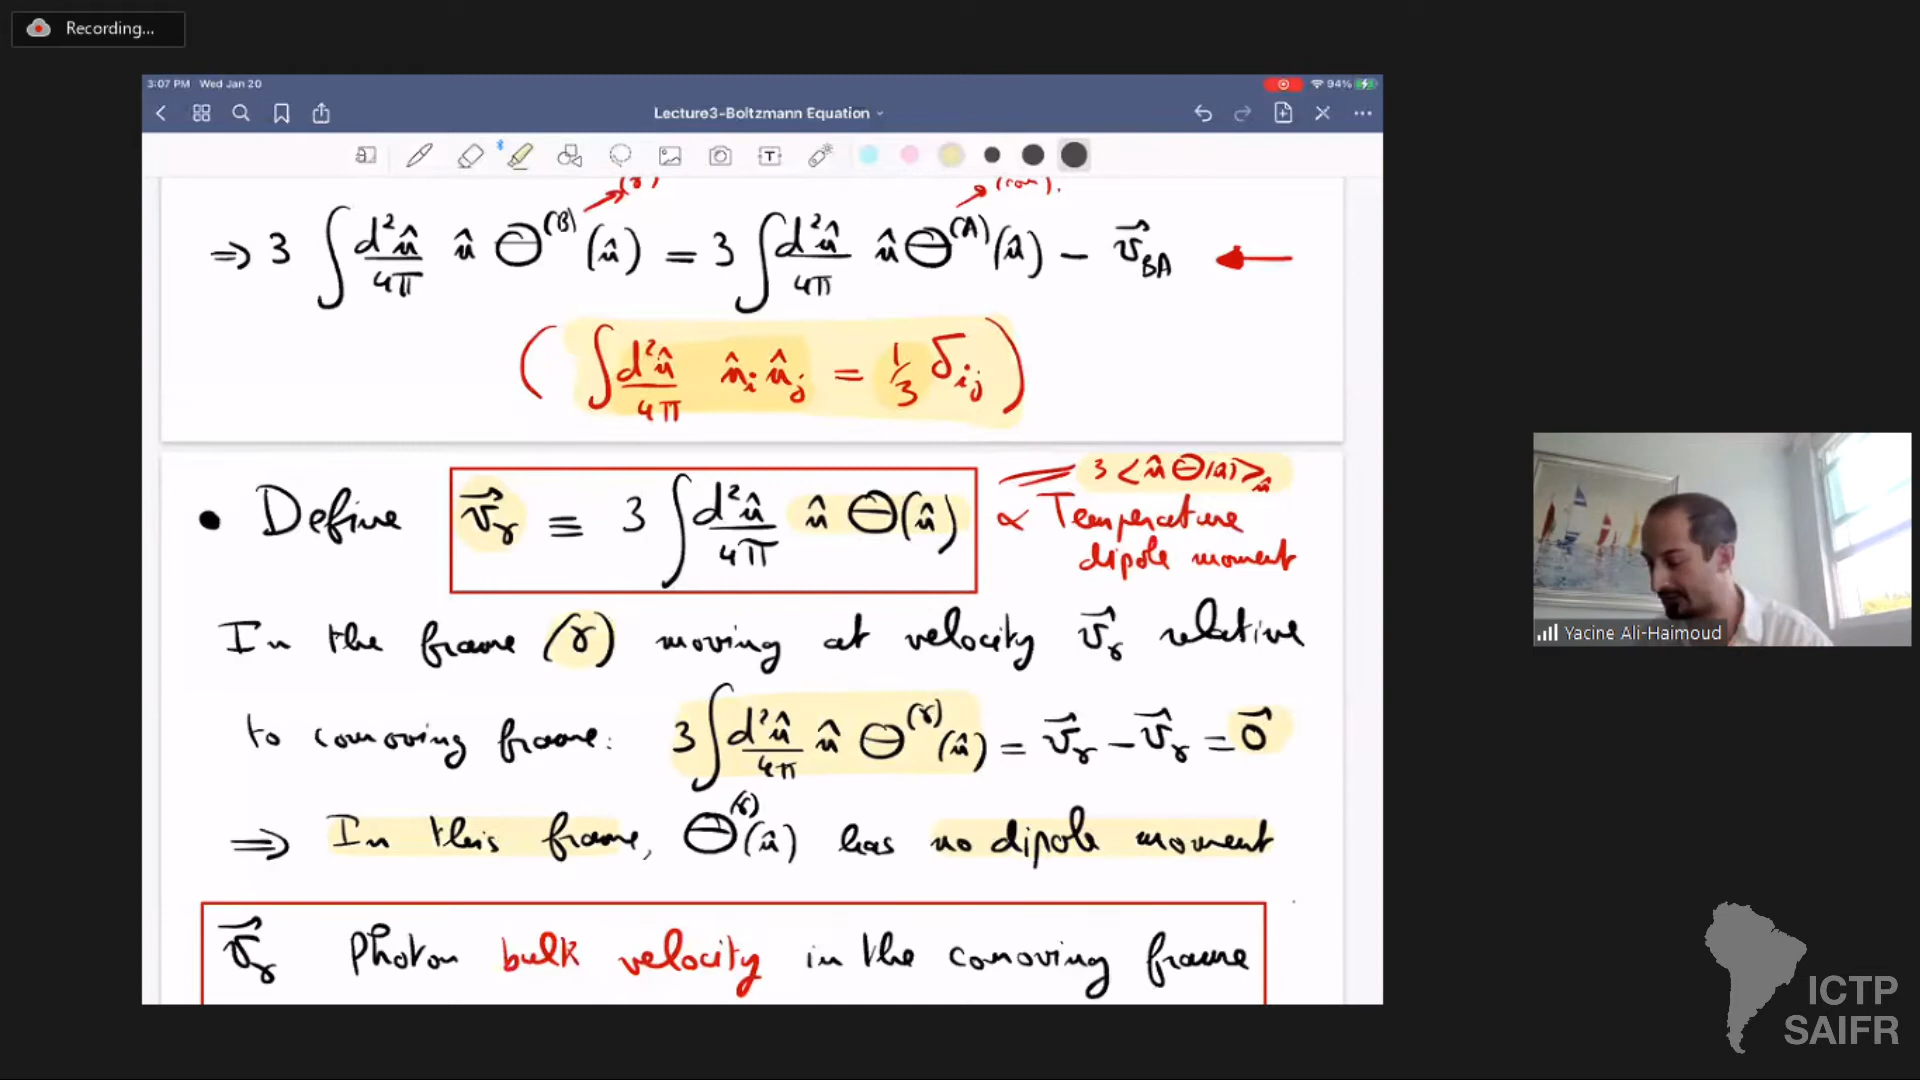 Recording...
3:07 PM Wed Jan 20
94%
Lecture3-Boltzmann Equation
(γ) (com).
⇒ 3 ∫ d²n̂/4π n̂ Θ^(B)(n̂) = 3 ∫ d²n̂/4π n̂ Θ^(A)(n̂) − v⃗_BA
( ∫ d²n̂/4π n̂_i n̂_j = 1/3 δ_ij )
• Define v⃗_γ ≡ 3 ∫ d²n̂/4π n̂ Θ(n̂)
= 3 <n̂ Θ(n̂)>_n̂
∝ Temperature
dipole moment
In the frame (γ) moving at velocity v⃗_γ relative
to comoving frame: 3 ∫ d²n̂/4π n̂ Θ^(γ)(n̂) = v⃗_γ − v⃗_γ = 0⃗
⇒ In this frame, Θ^(γ)(n̂) has no dipole moment
v⃗_γ Photon bulk velocity in the comoving frame
Yacine Ali-Haimoud
ICTP
SAIFR